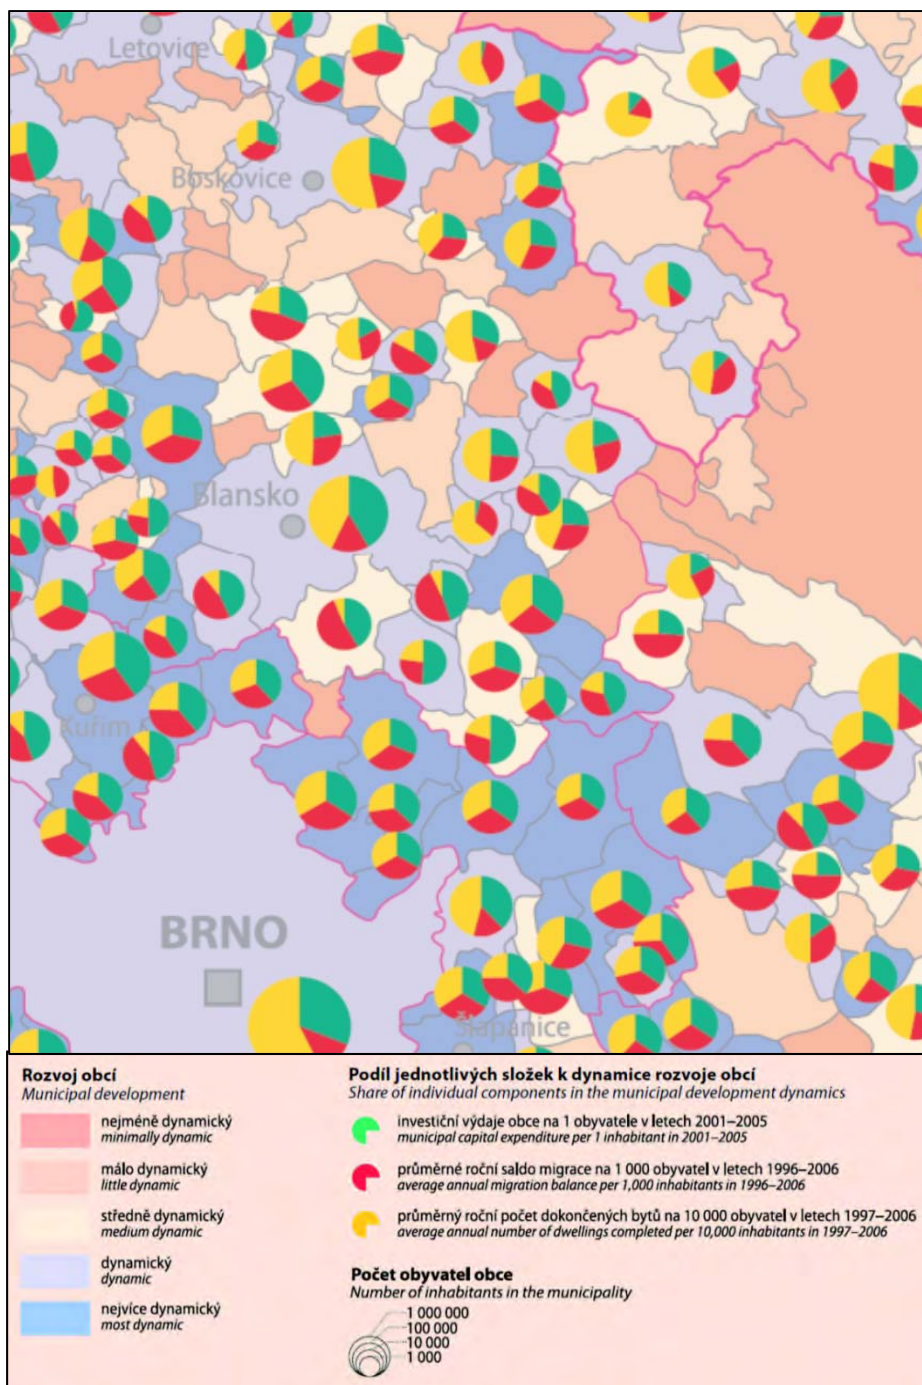 Letovice
Boskovice
Blansko
Kuřim
BRNO
Šlapanice
Rozvoj obcí
Municipal development
nejméně dynamický
minimally dynamic
málo dynamický
little dynamic
středně dynamický
medium dynamic
dynamický
dynamic
nejvíce dynamický
most dynamic
Podíl jednotlivých složek k dynamice rozvoje obcí
Share of individual components in the municipal development dynamics
investiční výdaje obce na 1 obyvatele v letech 2001–2005
municipal capital expenditure per 1 inhabitant in 2001–2005
průměrné roční saldo migrace na 1 000 obyvatel v letech 1996–2006
average annual migration balance per 1,000 inhabitants in 1996–2006
průměrný roční počet dokončených bytů na 10 000 obyvatel v letech 1997–2006
average annual number of dwellings completed per 10,000 inhabitants in 1997–2006
Počet obyvatel obce
Number of inhabitants in the municipality
1 000 000
100 000
10 000
1 000